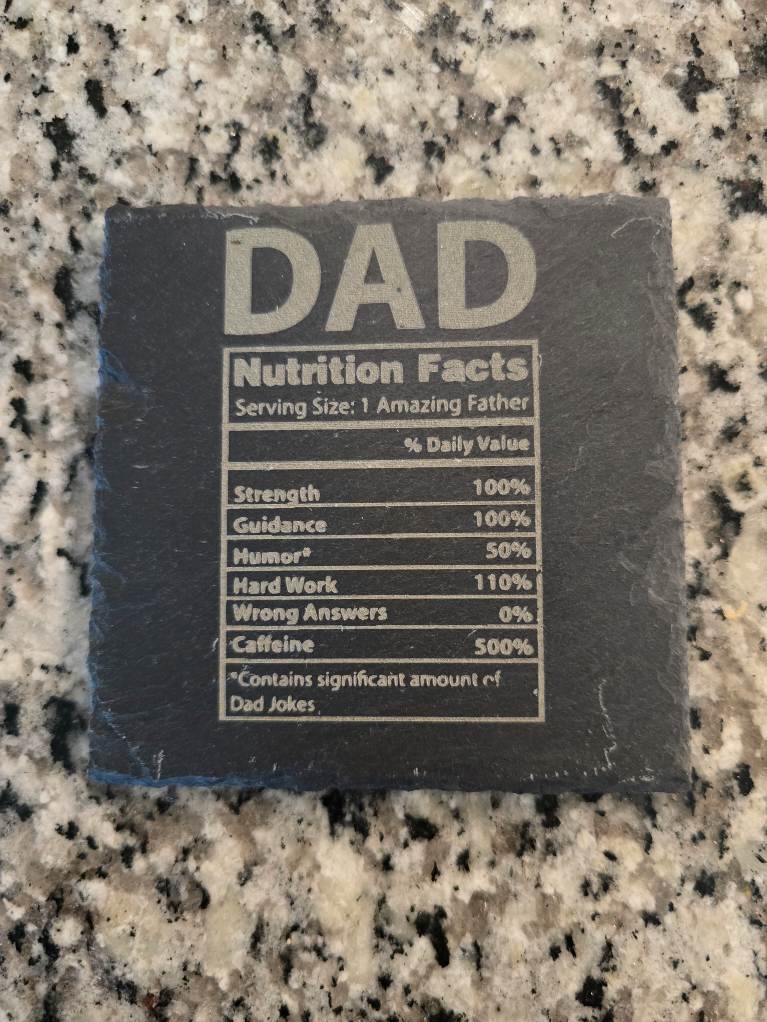 DAD
Nutrition Facts
Serving Size: 1 Amazing Father
% Daily Value
Strength 100%
Guidance 100%
Humor* 50%
Hard Work 110%
Wrong Answers 0%
Caffeine 500%
*Contains significant amount of
Dad Jokes